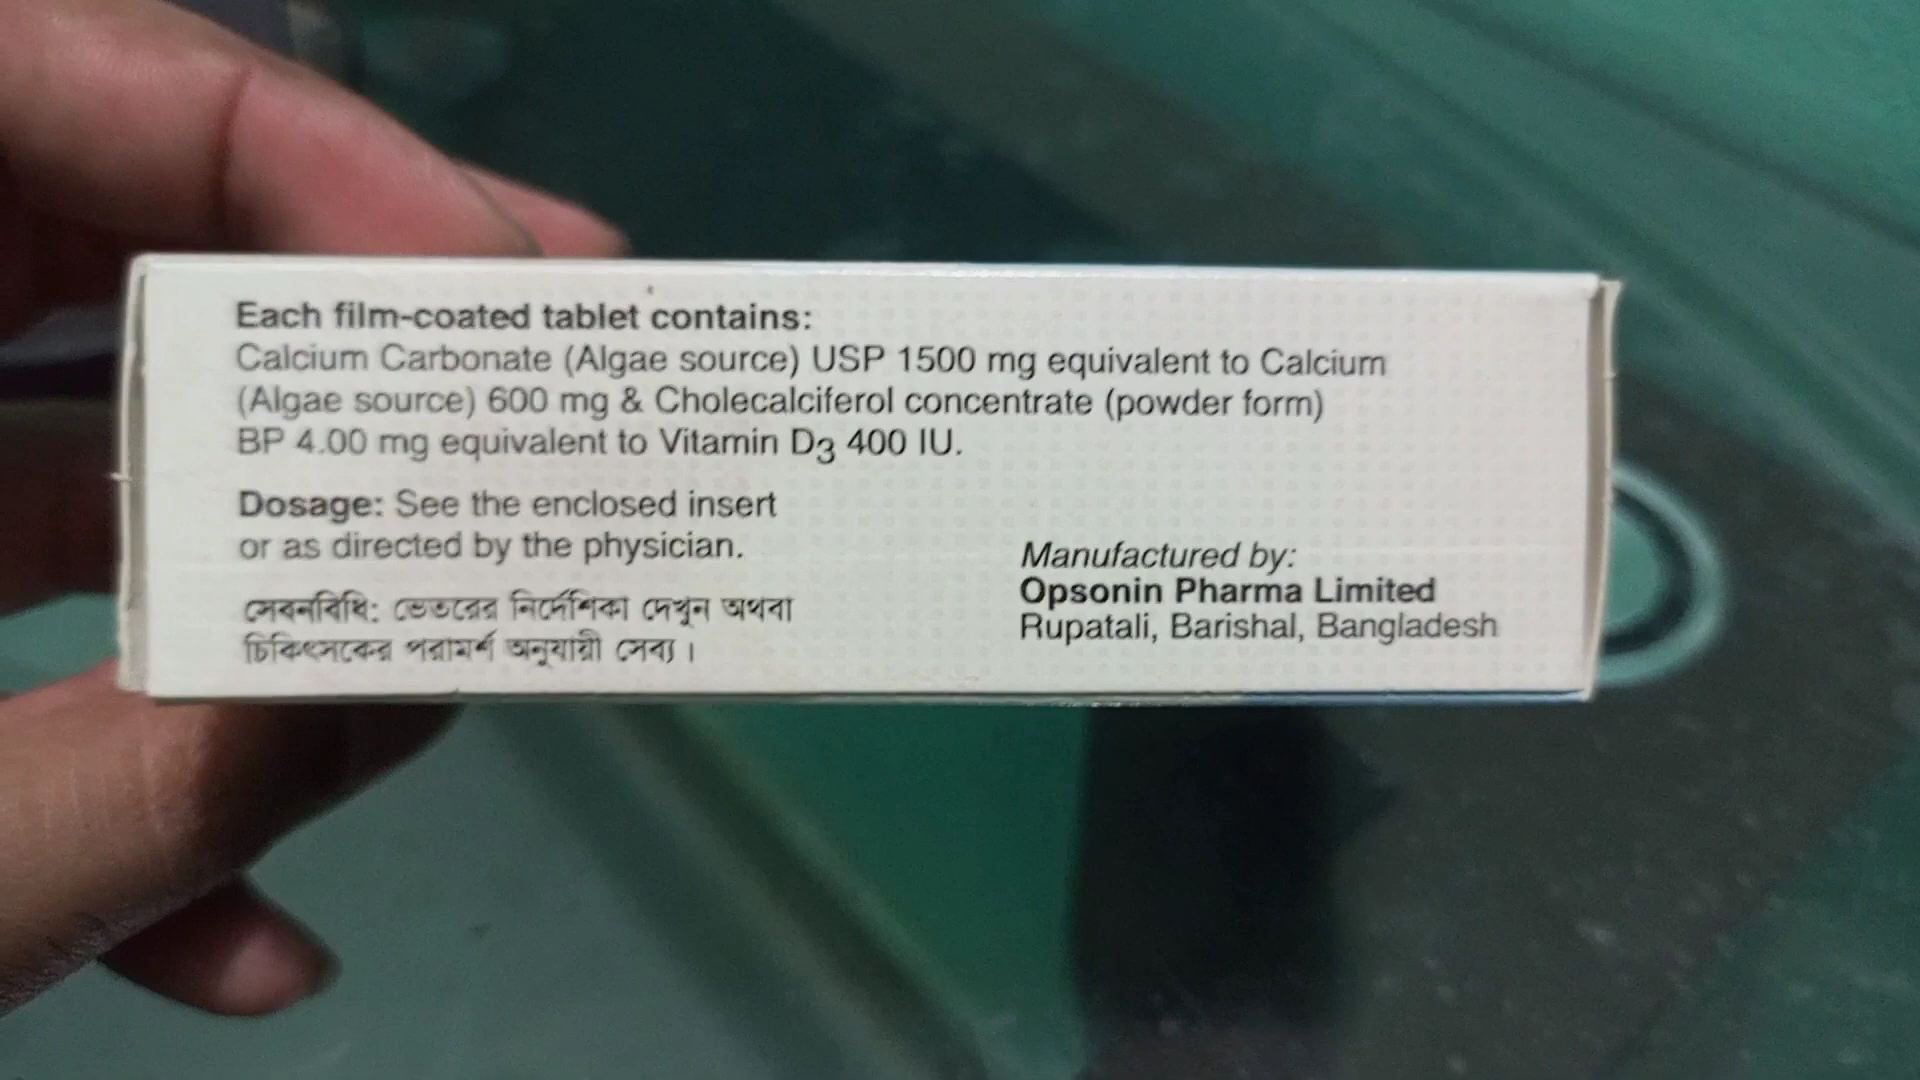 Each film-coated tablet contains:
Calcium Carbonate (Algae source) USP 1500 mg equivalent to Calcium
(Algae source) 600 mg & Cholecalciferol concentrate (powder form)
BP 4.00 mg equivalent to Vitamin D3 400 IU.
Dosage: See the enclosed insert
or as directed by the physician.
Manufactured by:
Opsonin Pharma Limited
Rupatali, Barishal, Bangladesh
সেবনবিধি: ভেতরের নির্দেশিকা দেখুন অথবা
চিকিৎসকের পরামর্শ অনুযায়ী সেব্য।